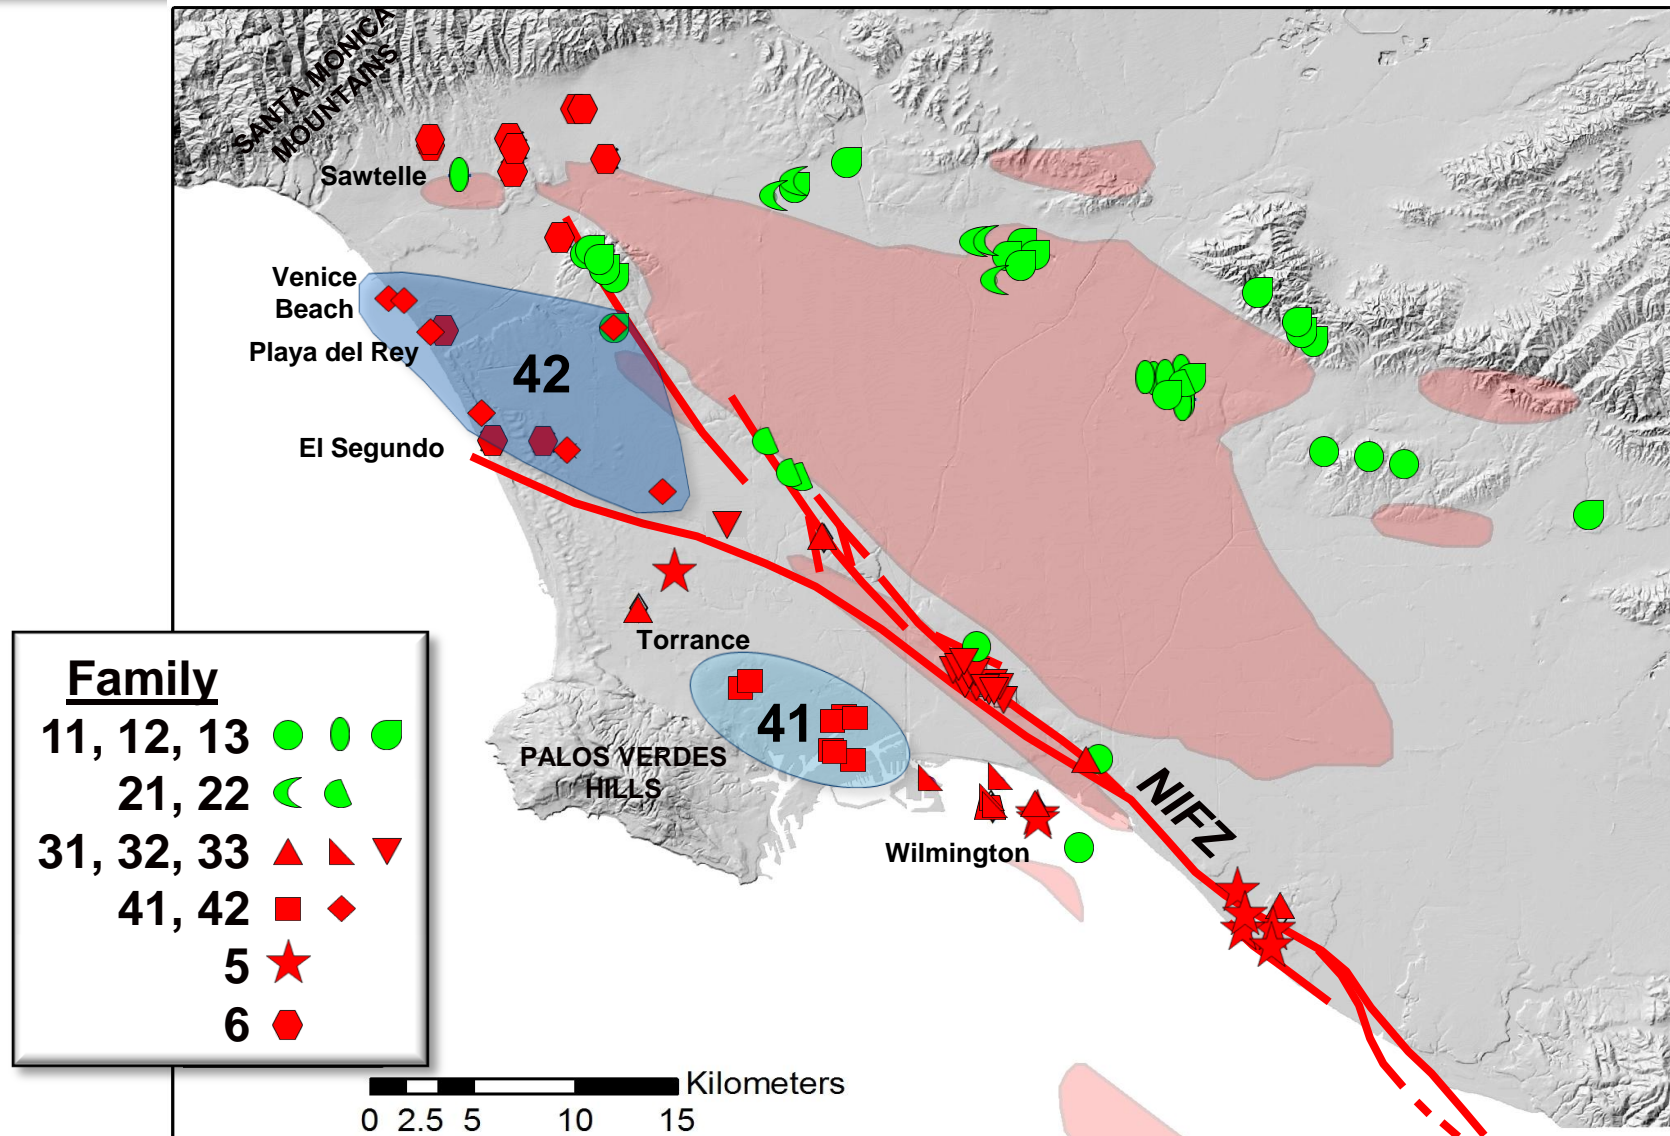 SANTA MONICA
MOUNTAINS
Sawtelle
Venice
Beach
Playa del Rey
42
El Segundo
Torrance
41
PALOS VERDES
HILLS
Wilmington
NIFZ
Family
11, 12, 13
21, 22
31, 32, 33
41, 42
5
6
Kilometers
0 2.5 5 10 15